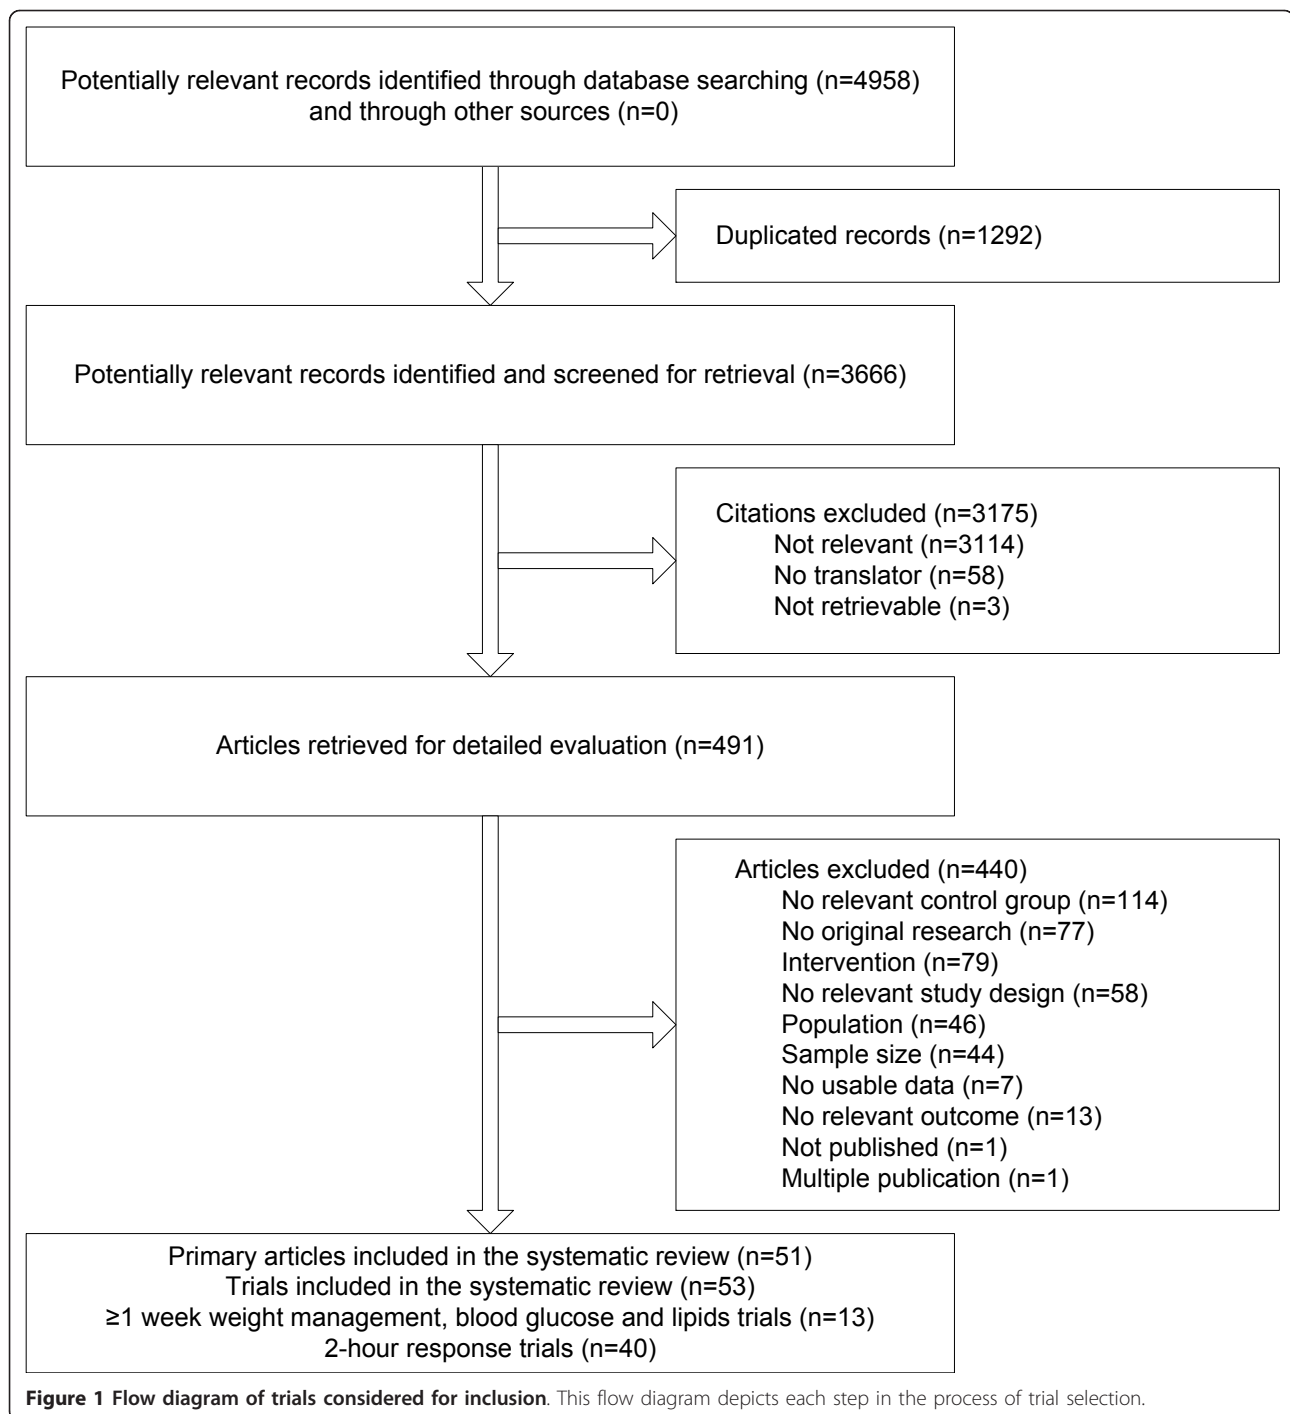 Potentially relevant records identified through database searching (n=4958)
and through other sources (n=0)
Duplicated records (n=1292)
Potentially relevant records identified and screened for retrieval (n=3666)
Citations excluded (n=3175)
Not relevant (n=3114)
No translator (n=58)
Not retrievable (n=3)
Articles retrieved for detailed evaluation (n=491)
Articles excluded (n=440)
No relevant control group (n=114)
No original research (n=77)
Intervention (n=79)
No relevant study design (n=58)
Population (n=46)
Sample size (n=44)
No usable data (n=7)
No relevant outcome (n=13)
Not published (n=1)
Multiple publication (n=1)
Primary articles included in the systematic review (n=51)
Trials included in the systematic review (n=53)
≥1 week weight management, blood glucose and lipids trials (n=13)
2-hour response trials (n=40)
Figure 1 Flow diagram of trials considered for inclusion. This flow diagram depicts each step in the process of trial selection.